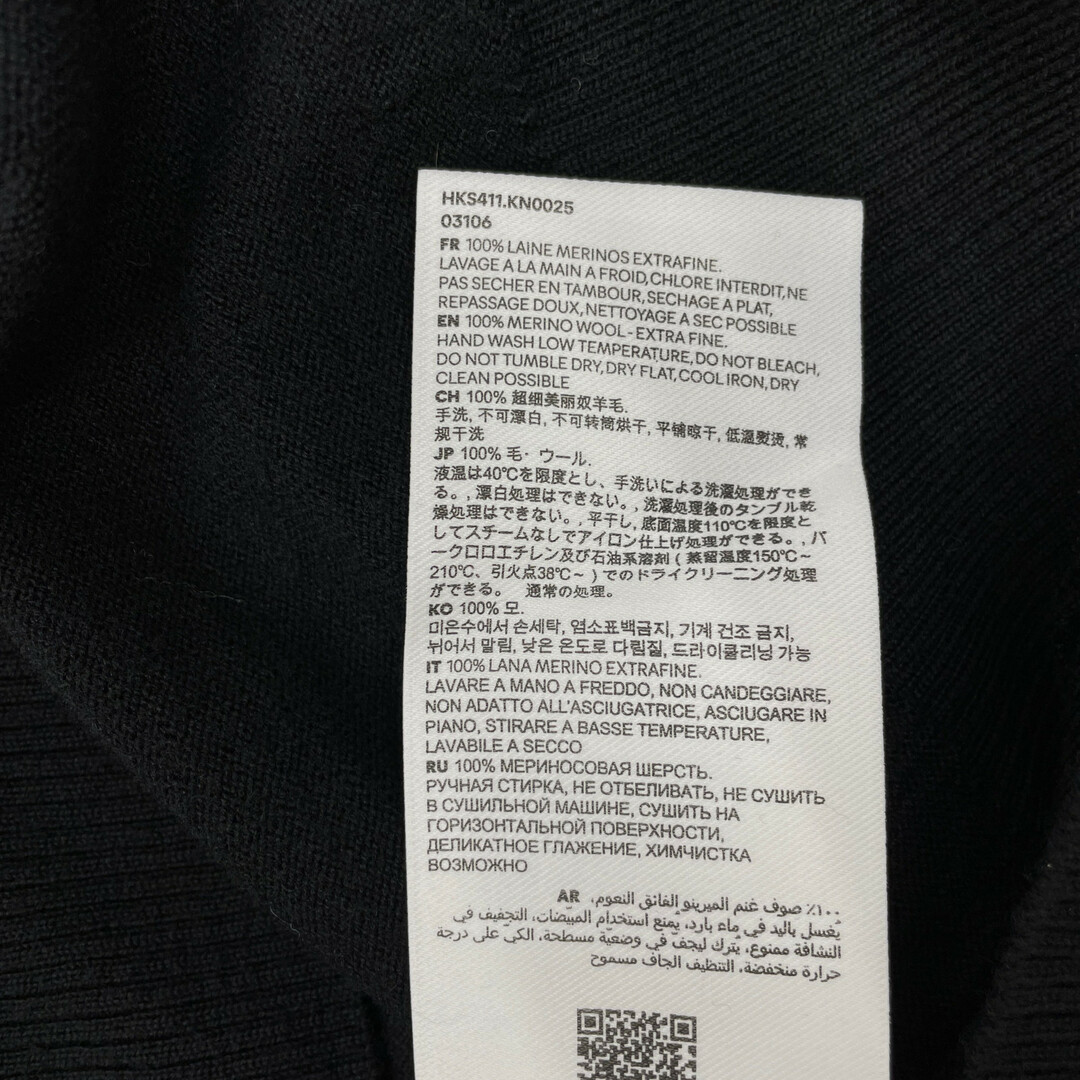 HKS411.KN0025
03106
FR 100% LAINE MERINOS EXTRAFINE.
LAVAGE A LA MAIN A FROID,CHLORE INTERDIT,NE
PAS SECHER EN TAMBOUR,SECHAGE A PLAT,
REPASSAGE DOUX,NETTOYAGE A SEC POSSIBLE
EN 100% MERINO WOOL-EXTRA FINE.
HAND WASH LOW TEMPERATURE,DO NOT BLEACH,
DO NOT TUMBLE DRY,DRY FLAT,COOL IRON,DRY
CLEAN POSSIBLE
CH 100% 超细美丽奴羊毛.
手洗, 不可漂白, 不可转筒烘干, 平铺晾干, 低温熨烫, 常
规干洗
JP 100% 毛・ウール.
液温は40℃を限度とし、手洗いによる洗濯処理ができ
る。, 漂白処理はできない。, 洗濯処理後のタンブル乾
燥処理はできない。, 平干し, 底面温度110℃を限度と
してスチームなしでアイロン仕上げ処理ができる。, パ
ークロロエチレン及び石油系溶剤 ( 蒸留温度150℃～
210℃、引火点38℃～ ) でのドライクリーニング処理
ができる。 通常の処理。
KO 100% 모.
미온수에서 손세탁, 염소표백금지, 기계 건조 금지,
뉘어서 말림, 낮은 온도로 다림질, 드라이클리닝 가능
IT 100% LANA MERINO EXTRAFINE.
LAVARE A MANO A FREDDO, NON CANDEGGIARE,
NON ADATTO ALL'ASCIUGATRICE, ASCIUGARE IN
PIANO, STIRARE A BASSE TEMPERATURE,
LAVABILE A SECCO
RU 100% МЕРИНОСОВАЯ ШЕРСТЬ.
РУЧНАЯ СТИРКА, НЕ ОТБЕЛИВАТЬ, НЕ СУШИТЬ
В СУШИЛЬНОЙ МАШИНЕ, СУШИТЬ НА
ГОРИЗОНТАЛЬНОЙ ПОВЕРХНОСТИ,
ДЕЛИКАТНОЕ ГЛАЖЕНИЕ, ХИМЧИСТКА
ВОЗМОЖНО
١٠٠٪ صوف غنم الميرينو الفائق النعوم، AR
يُغسل باليد في ماء بارد، يُمنع استخدام المبيّضات، التجفيف في
النشافة ممنوع، يُترك ليجفّ في وضعيّة مسطحة، الكيّ على درجة
حرارة منخفضة، التنظيف الجاف مسموح